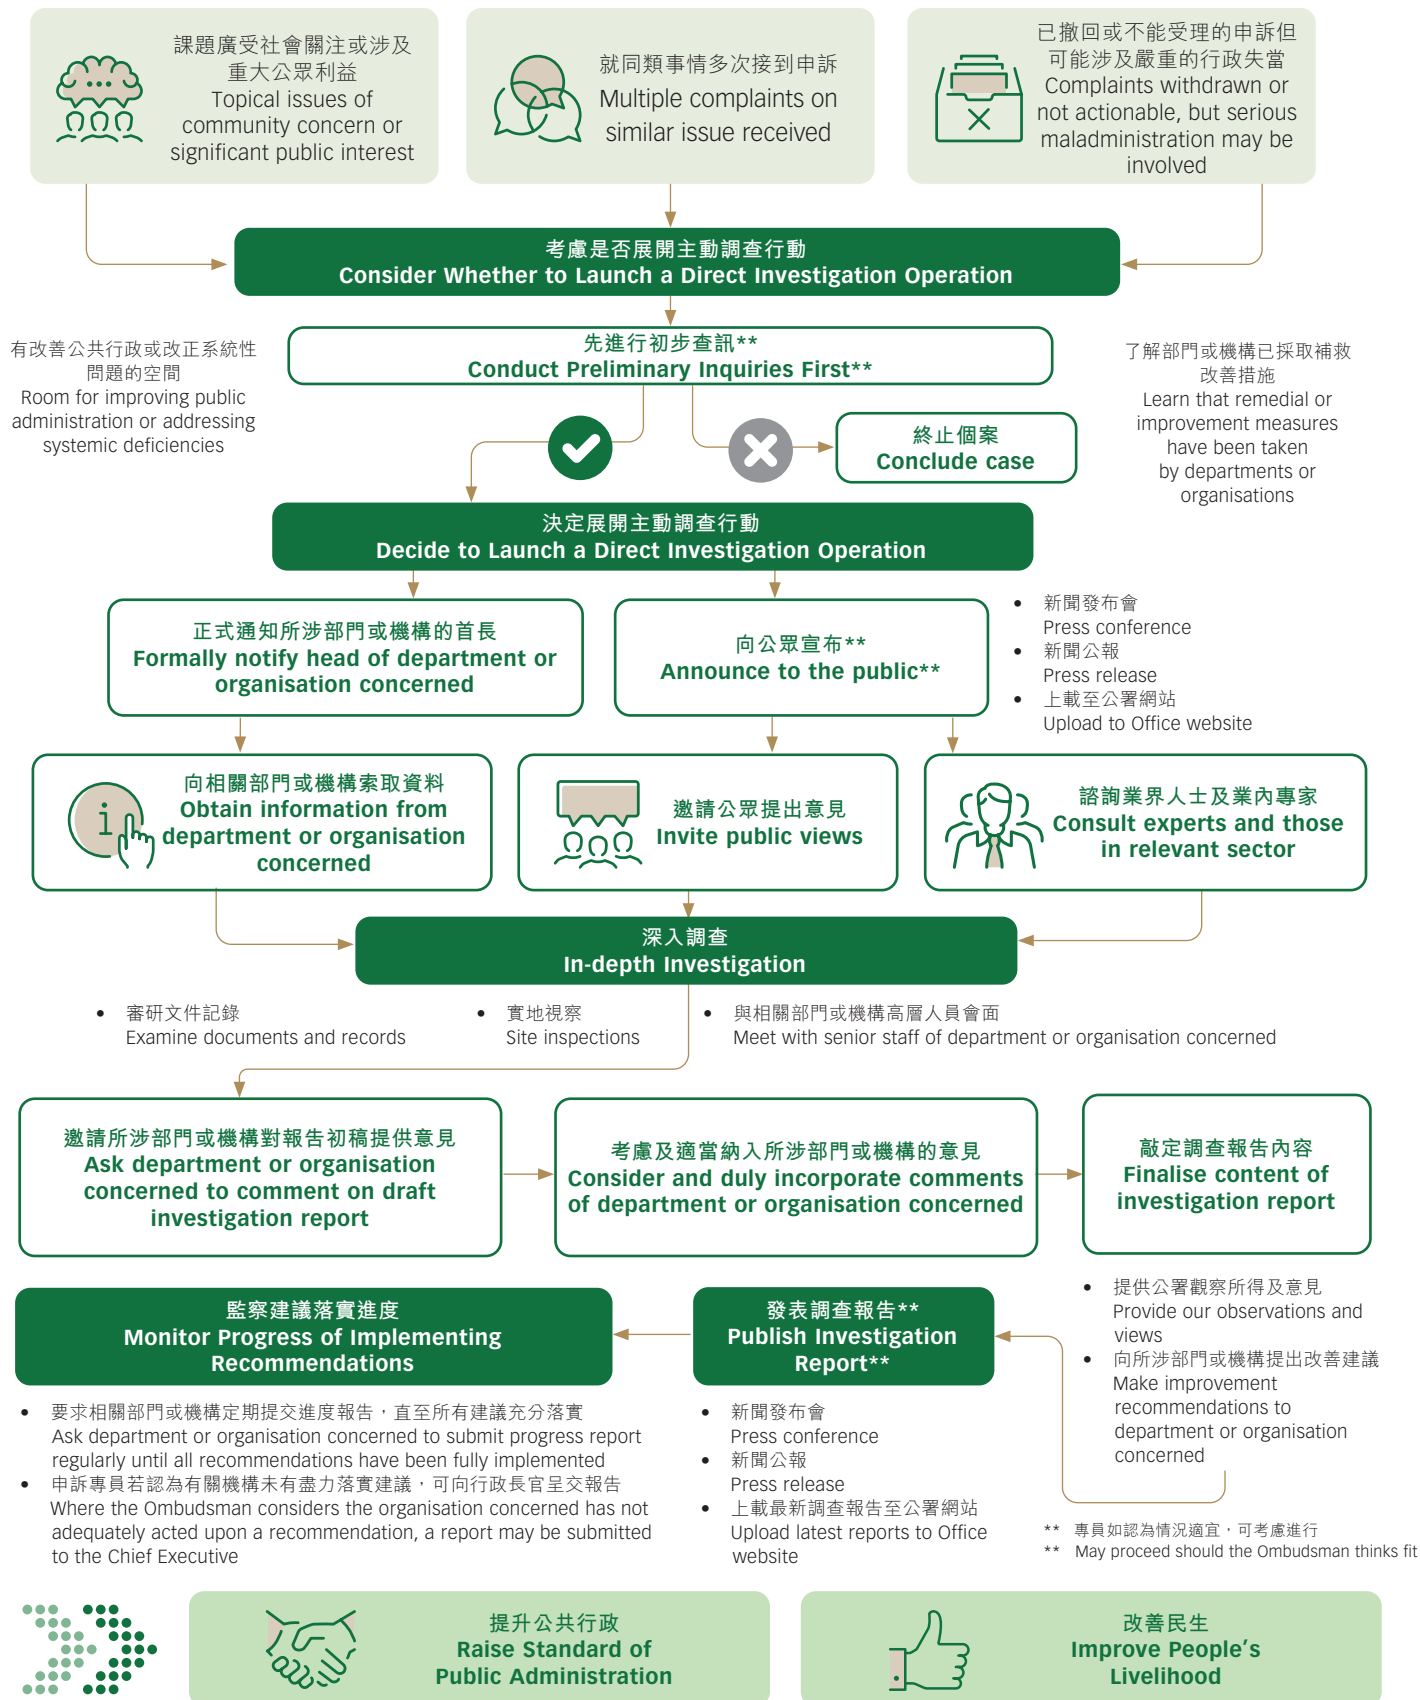 課題廣受社會關注或涉及
重大公眾利益
Topical issues of
community concern or
significant public interest
就同類事情多次接到申訴
Multiple complaints on
similar issue received
已撤回或不能受理的申訴但
可能涉及嚴重的行政失當
Complaints withdrawn or
not actionable, but serious
maladministration may be
involved
考慮是否展開主動調查行動
Consider Whether to Launch a Direct Investigation Operation
有改善公共行政或改正系統性
問題的空間
Room for improving public
administration or addressing
systemic deficiencies
先進行初步查訊**
Conduct Preliminary Inquiries First**
了解部門或機構已採取補救
改善措施
Learn that remedial or
improvement measures
have been taken
by departments or
organisations
終止個案
Conclude case
決定展開主動調查行動
Decide to Launch a Direct Investigation Operation
正式通知所涉部門或機構的首長
Formally notify head of department or
organisation concerned
向公眾宣布**
Announce to the public**
• 新聞發布會
Press conference
• 新聞公報
Press release
• 上載至公署網站
Upload to Office website
i
向相關部門或機構索取資料
Obtain information from
department or organisation
concerned
邀請公眾提出意見
Invite public views
諮詢業界人士及業內專家
Consult experts and those
in relevant sector
深入調查
In-depth Investigation
• 審研文件記錄
Examine documents and records
• 實地視察
Site inspections
• 與相關部門或機構高層人員會面
Meet with senior staff of department or organisation concerned
邀請所涉部門或機構對報告初稿提供意見
Ask department or organisation
concerned to comment on draft
investigation report
考慮及適當納入所涉部門或機構的意見
Consider and duly incorporate comments
of department or organisation concerned
敲定調查報告內容
Finalise content of
investigation report
• 提供公署觀察所得及意見
Provide our observations and
views
• 向所涉部門或機構提出改善建議
Make improvement
recommendations to
department or organisation
concerned
發表調查報告**
Publish Investigation
Report**
• 新聞發布會
Press conference
• 新聞公報
Press release
• 上載最新調查報告至公署網站
Upload latest reports to Office
website
監察建議落實進度
Monitor Progress of Implementing
Recommendations
• 要求相關部門或機構定期提交進度報告，直至所有建議充分落實
Ask department or organisation concerned to submit progress report
regularly until all recommendations have been fully implemented
• 申訴專員若認為有關機構未有盡力落實建議，可向行政長官呈交報告
Where the Ombudsman considers the organisation concerned has not
adequately acted upon a recommendation, a report may be submitted
to the Chief Executive
** 專員如認為情況適宜，可考慮進行
** May proceed should the Ombudsman thinks fit
提升公共行政
Raise Standard of
Public Administration
改善民生
Improve People’s
Livelihood